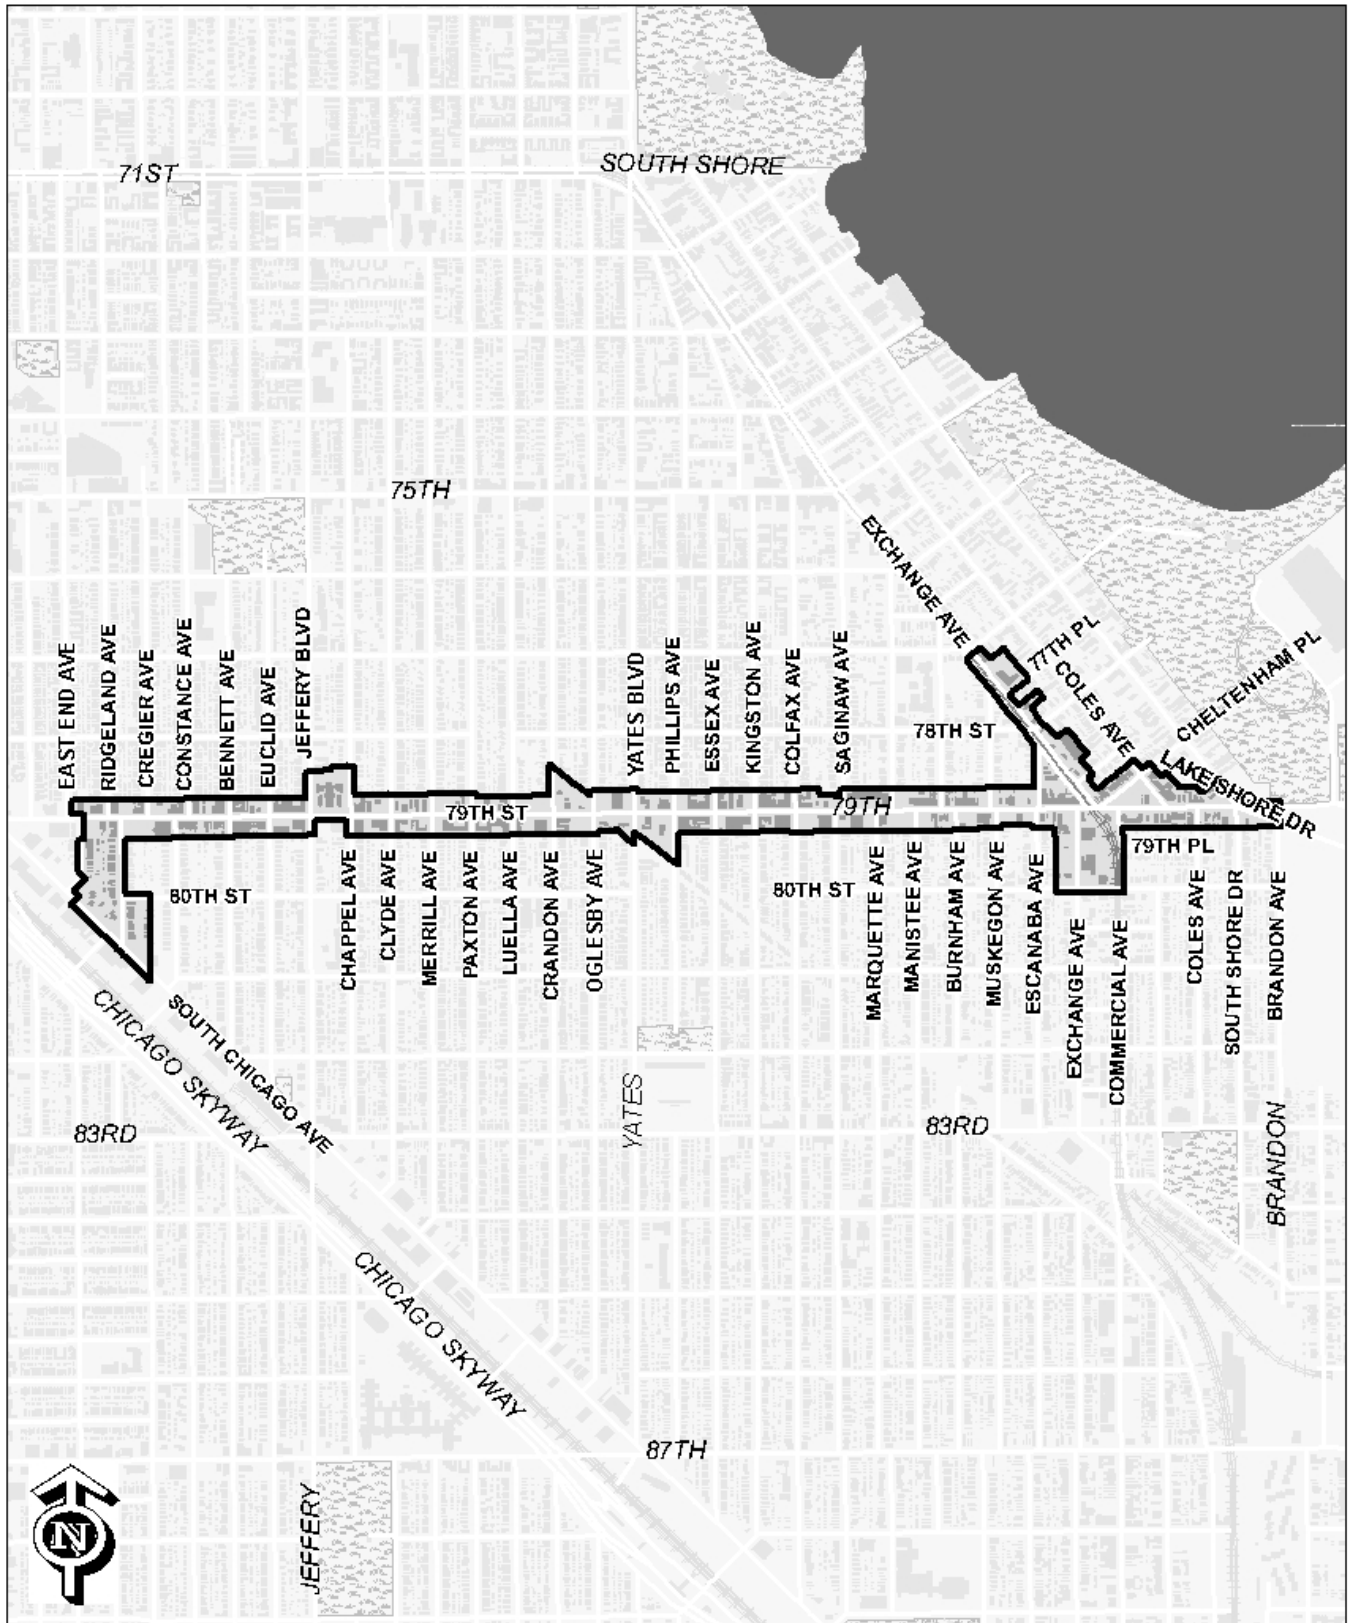 71ST
SOUTH SHORE
75TH
EXCHANGE AVE
77TH PL
COLES AVE
CHELTENHAM PL
LAKE SHORE DR
78TH ST
EAST END AVE
RIDGELAND AVE
CREGIER AVE
CONSTANCE AVE
BENNETT AVE
EUCLID AVE
JEFFERY BLVD
YATES BLVD
PHILLIPS AVE
ESSEX AVE
KINGSTON AVE
COLFAX AVE
SAGINAW AVE
79TH ST
79TH
79TH PL
80TH ST
80TH ST
CHAPPEL AVE
CLYDE AVE
MERRILL AVE
PAXTON AVE
LUELLA AVE
CRANDON AVE
OGLESBY AVE
MARQUETTE AVE
MANISTEE AVE
BURNHAM AVE
MUSKEGON AVE
ESCANABA AVE
EXCHANGE AVE
COMMERCIAL AVE
COLES AVE
SOUTH SHORE DR
BRANDON AVE
SOUTH CHICAGO AVE
CHICAGO SKYWAY
83RD
YATES
83RD
BRANDON
CHICAGO SKYWAY
87TH
JEFFERY
N